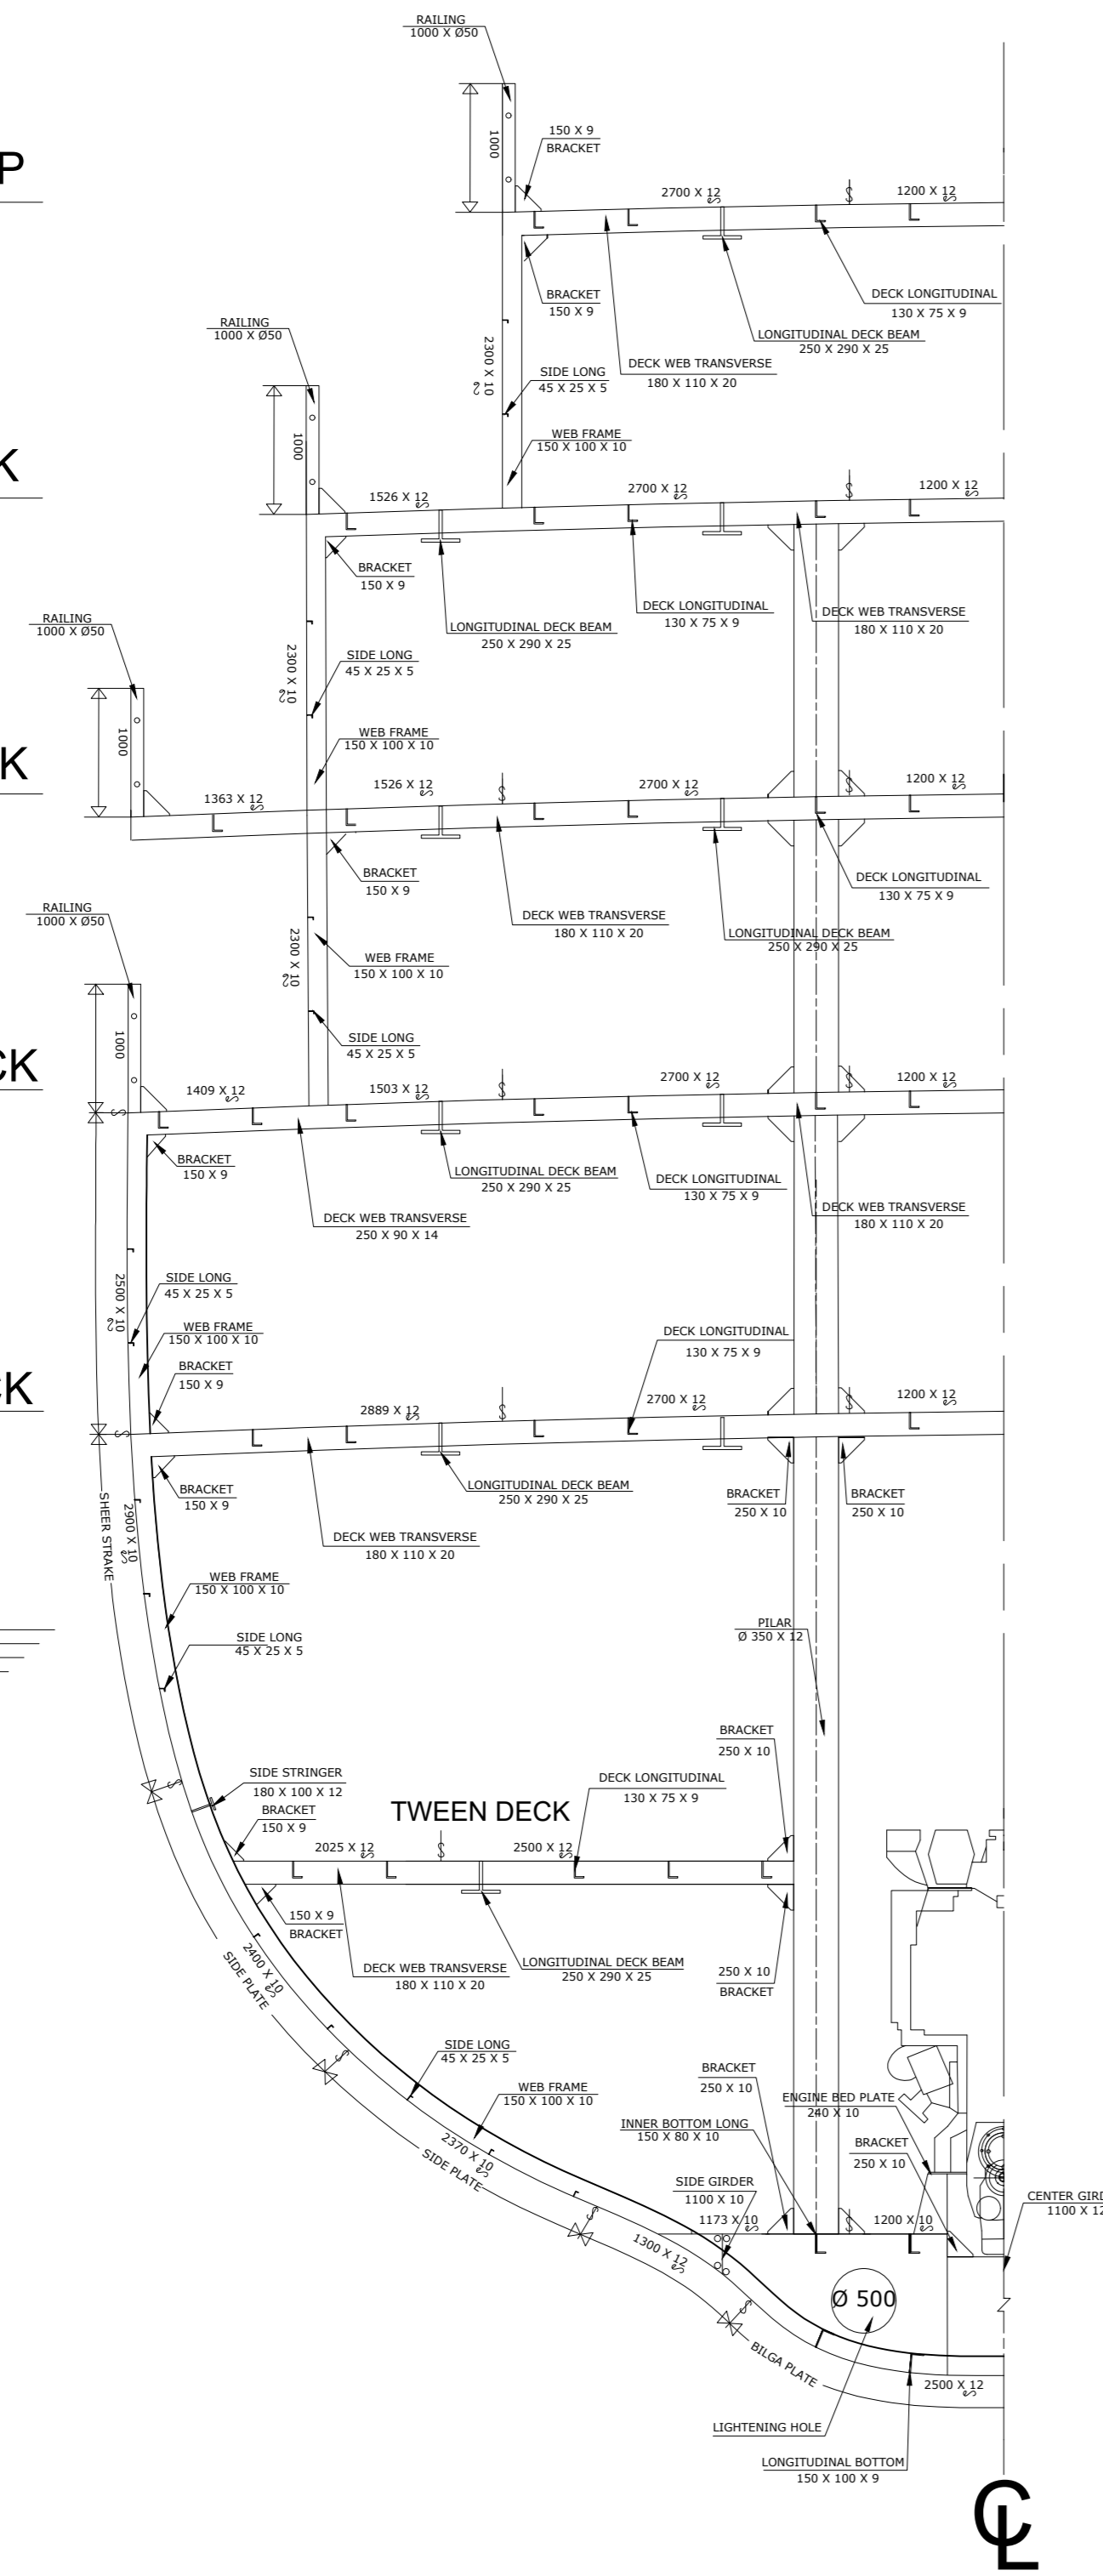 RAILING
1000 X Ø50
1000
150 X 9
BRACKET
P
2700 X 12
1200 X 12
DECK LONGITUDINAL
130 X 75 X 9
BRACKET
150 X 9
LONGITUDINAL DECK BEAM
250 X 290 X 25
RAILING
1000 X Ø50
2300 X 10
DECK WEB TRANSVERSE
180 X 110 X 20
SIDE LONG
45 X 25 X 5
1000
WEB FRAME
150 X 100 X 10
K
1526 X 12
2700 X 12
1200 X 12
BRACKET
150 X 9
DECK LONGITUDINAL
130 X 75 X 9
DECK WEB TRANSVERSE
180 X 110 X 20
RAILING
1000 X Ø50
LONGITUDINAL DECK BEAM
250 X 290 X 25
2300 X 10
SIDE LONG
45 X 25 X 5
1000
WEB FRAME
150 X 100 X 10
K
1363 X 12
1526 X 12
2700 X 12
1200 X 12
BRACKET
150 X 9
DECK LONGITUDINAL
130 X 75 X 9
RAILING
1000 X Ø50
DECK WEB TRANSVERSE
180 X 110 X 20
LONGITUDINAL DECK BEAM
250 X 290 X 25
2300 X 10
WEB FRAME
150 X 100 X 10
1000
SIDE LONG
45 X 25 X 5
CK
1409 X 12
1503 X 12
2700 X 12
1200 X 12
BRACKET
150 X 9
LONGITUDINAL DECK BEAM
250 X 290 X 25
DECK LONGITUDINAL
130 X 75 X 9
DECK WEB TRANSVERSE
250 X 90 X 14
DECK WEB TRANSVERSE
180 X 110 X 20
2500 X 10
SIDE LONG
45 X 25 X 5
WEB FRAME
150 X 100 X 10
DECK LONGITUDINAL
130 X 75 X 9
BRACKET
150 X 9
CK
2889 X 12
2700 X 12
1200 X 12
BRACKET
150 X 9
LONGITUDINAL DECK BEAM
250 X 290 X 25
BRACKET
250 X 10
BRACKET
250 X 10
SHEER STRAKE
2900 X 10
DECK WEB TRANSVERSE
180 X 110 X 20
WEB FRAME
150 X 100 X 10
SIDE LONG
45 X 25 X 5
PILAR
Ø 350 X 12
BRACKET
250 X 10
SIDE STRINGER
180 X 100 X 12
DECK LONGITUDINAL
130 X 75 X 9
BRACKET
150 X 9
TWEEN DECK
2025 X 12
2500 X 12
150 X 9
BRACKET
2400 X 10
SIDE PLATE
DECK WEB TRANSVERSE
180 X 110 X 20
LONGITUDINAL DECK BEAM
250 X 290 X 25
250 X 10
BRACKET
SIDE LONG
45 X 25 X 5
BRACKET
250 X 10
WEB FRAME
150 X 100 X 10
ENGINE BED PLATE
240 X 10
INNER BOTTOM LONG
150 X 80 X 10
BRACKET
250 X 10
2370 X 10
SIDE PLATE
SIDE GIRDER
1100 X 10
CENTER GIRD
1100 X 12
1173 X 10
1200 X 10
1300 X 12
Ø 500
BILGA PLATE
2500 X 12
LIGHTENING HOLE
LONGITUDINAL BOTTOM
150 X 100 X 9
CL